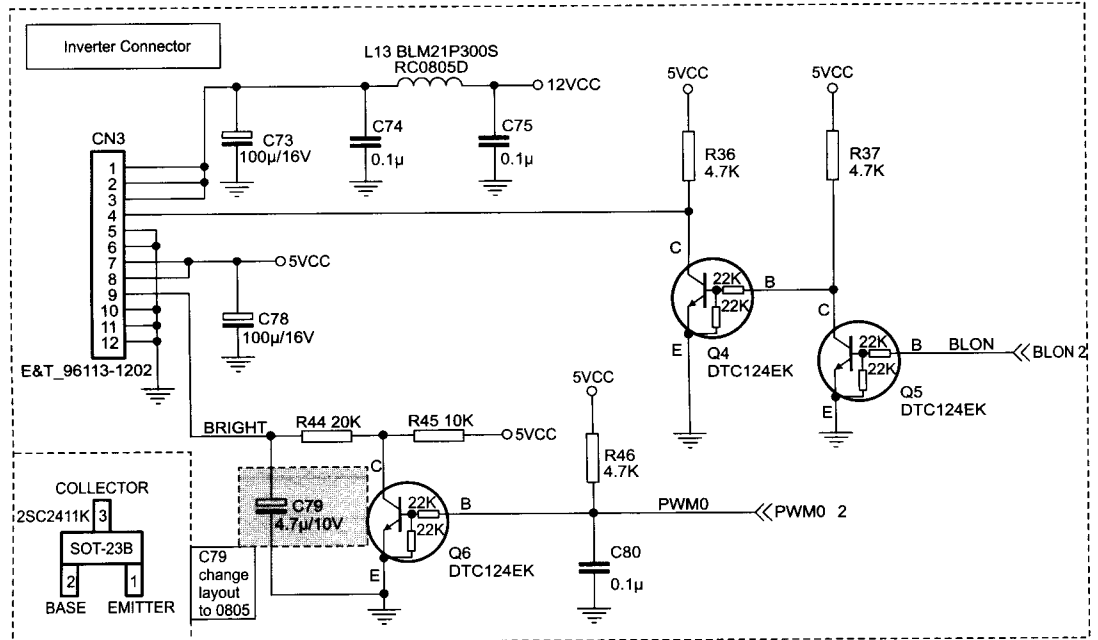 Inverter Connector
L13 BLM21P300S
RC0805D
12VCC
C73
100µ/16V
C74
0.1µ
C75
0.1µ
5VCC
5VCC
R36
4.7K
R37
4.7K
CN3
1
2
3
4
5
6
7
8
9
10
11
12
E&T_96113-1202
5VCC
C78
100µ/16V
C
22K
22K
B
E
Q4
DTC124EK
C
22K
22K
B
BLON
BLON 2
E
Q5
DTC124EK
5VCC
R46
4.7K
BRIGHT
R44 20K
R45 10K
5VCC
C
C79
4.7µ/10V
22K
22K
B
PWM0
PWM0 2
E
Q6
DTC124EK
C80
0.1µ
COLLECTOR
2SC2411K
3
SOT-23B
2
1
BASE
EMITTER
C79
change
layout
to 0805